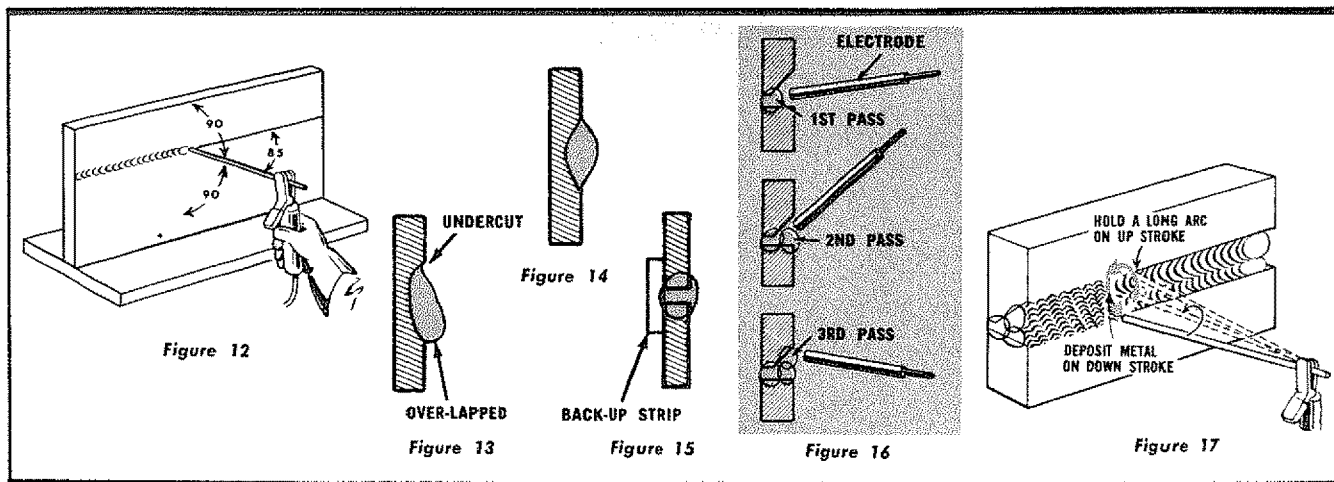 90
85
90
Figure 12
UNDERCUT
OVER-LAPPED
Figure 13
Figure 14
BACK-UP STRIP
Figure 15
ELECTRODE
1ST PASS
2ND PASS
3RD PASS
Figure 16
HOLD A LONG ARC
ON UP STROKE
DEPOSIT METAL
ON DOWN STROKE
Figure 17